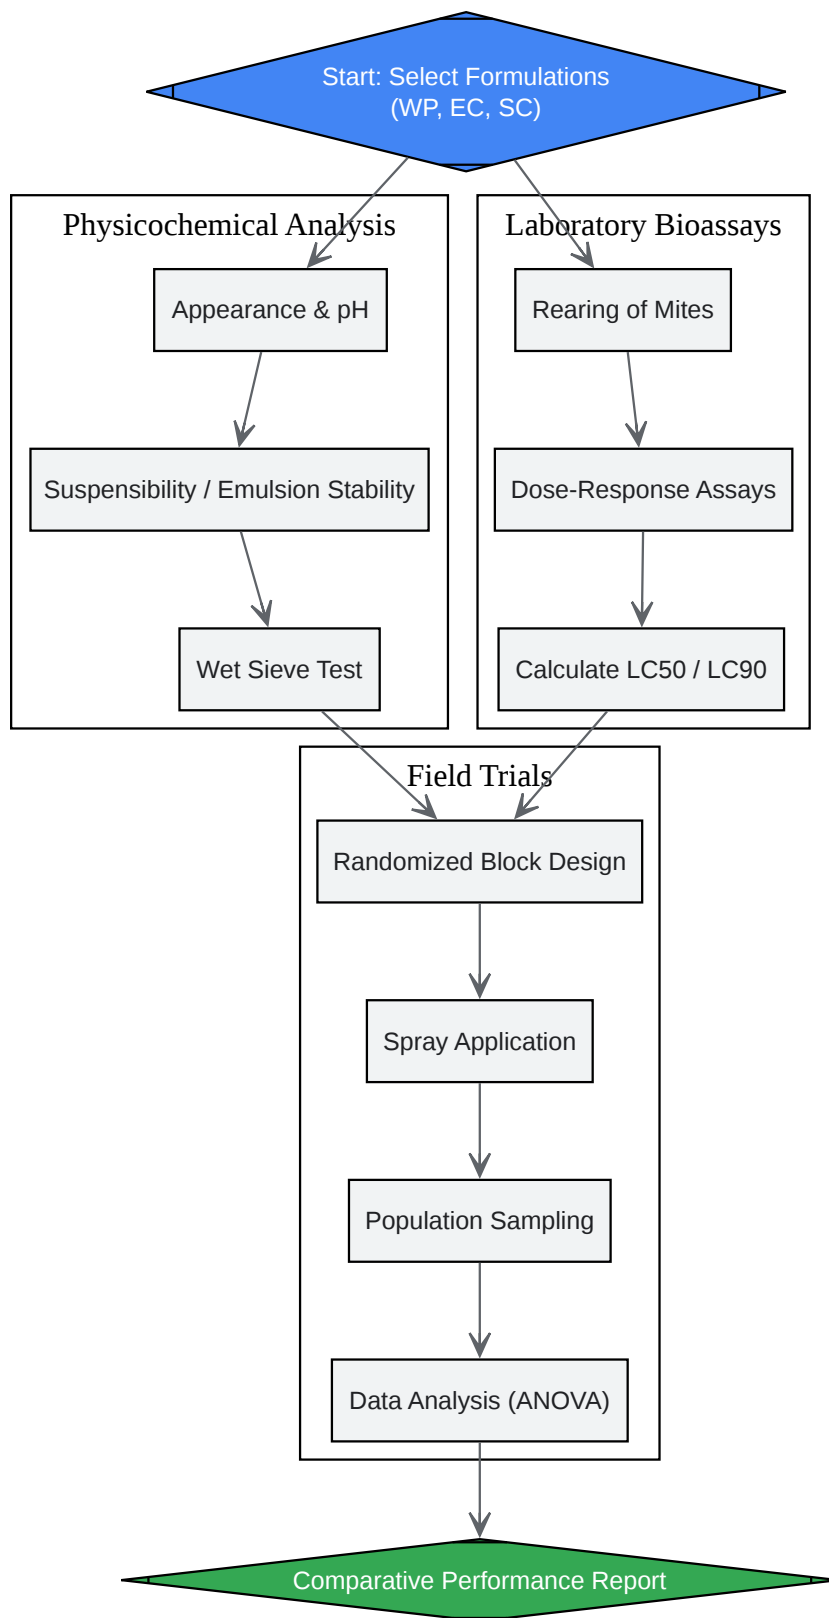 Start: Select Formulations
(WP, EC, SC)
Physicochemical Analysis
Appearance & pH
Suspensibility / Emulsion Stability
Wet Sieve Test
Laboratory Bioassays
Rearing of Mites
Dose-Response Assays
Calculate LC50 / LC90
Field Trials
Randomized Block Design
Spray Application
Population Sampling
Data Analysis (ANOVA)
Comparative Performance Report